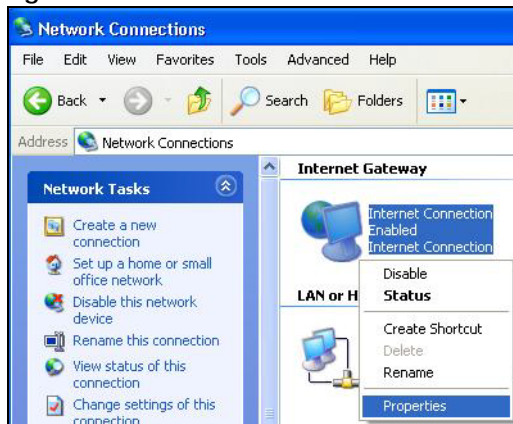 Network Connections
File Edit View Favorites Tools Advanced Help
Back Search Folders
Address Network Connections
Network Tasks
Create a new
connection
Set up a home or small
office network
Disable this network
device
Rename this connection
View status of this
connection
Change settings of this
connection
Internet Gateway
Internet Connection
Enabled
Internet Connection
LAN or H
Disable
Status
Create Shortcut
Delete
Rename
Properties